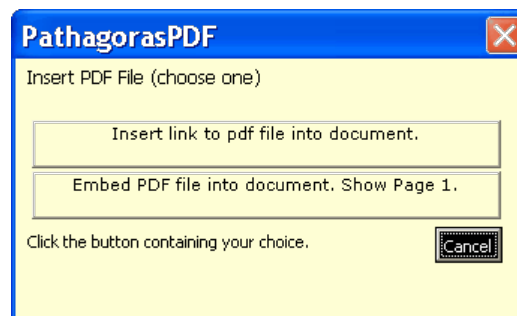 PathagorasPDF
Insert PDF File (choose one)
Insert link to pdf file into document.
Embed PDF file into document. Show Page 1.
Click the button containing your choice.
Cancel